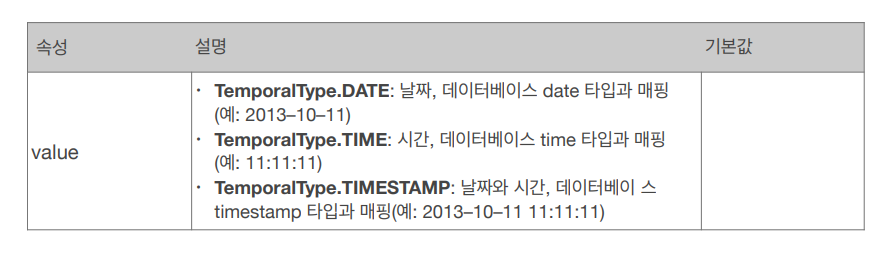 속성 설명 기본값
value
· TemporalType.DATE: 날짜, 데이터베이스 date 타입과 매핑
(예: 2013–10–11)
· TemporalType.TIME: 시간, 데이터베이스 time 타입과 매핑
(예: 11:11:11)
· TemporalType.TIMESTAMP: 날짜와 시간, 데이터베이 스
timestamp 타입과 매핑(예: 2013–10–11 11:11:11)